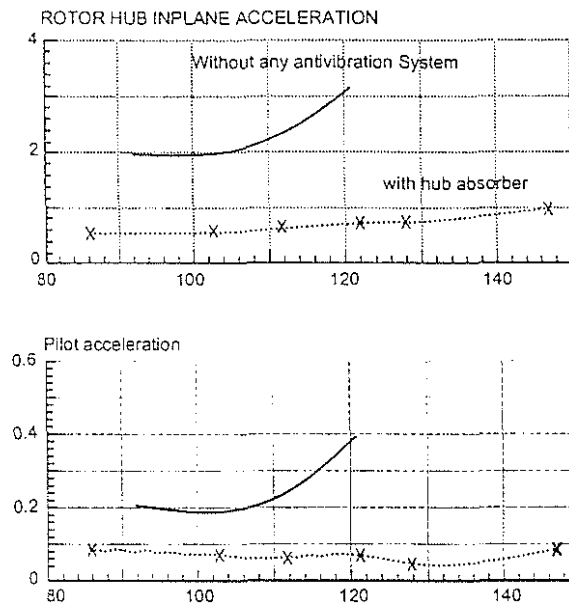 ROTOR HUB INPLANE ACCELERATION
4
Without any antivibration System
2
with hub absorber
0
80 100 120 140
Pilot acceleration
0.6
0.4
0.2
0
80 100 120 140